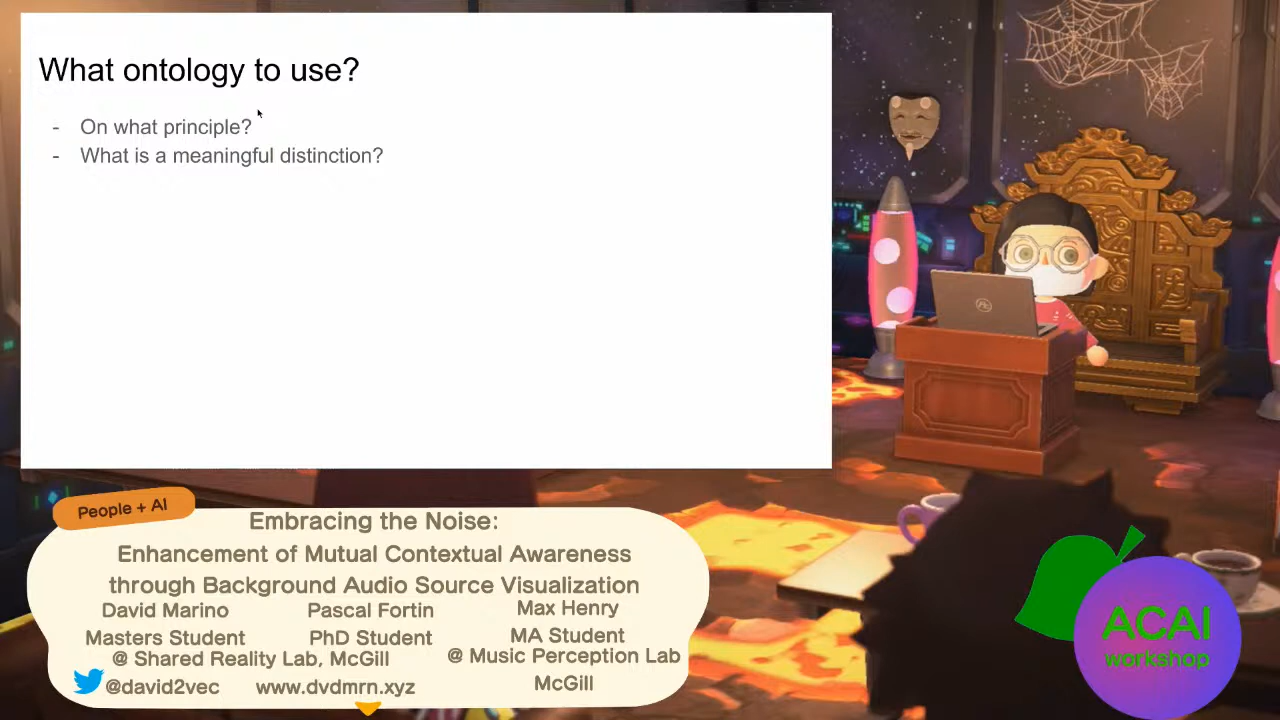 What ontology to use?
- On what principle?
- What is a meaningful distinction?
People + AI
Embracing the Noise:
Enhancement of Mutual Contextual Awareness
through Background Audio Source Visualization
David Marino Pascal Fortin Max Henry
Masters Student PhD Student MA Student
@ Shared Reality Lab, McGill @ Music Perception Lab
@david2vec www.dvdmrn.xyz McGill
ACAI
workshop